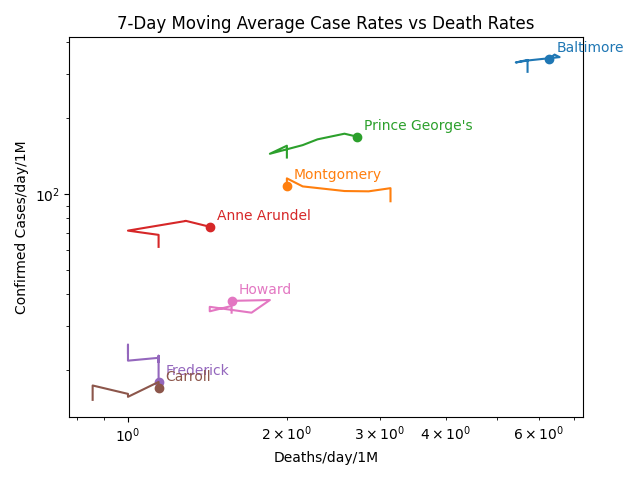 7-Day Moving Average Case Rates vs Death Rates
Baltimore
Prince George's
Montgomery
Anne Arundel
Howard
Frederick
Carroll
Confirmed Cases/day/1M
10²
10⁰
2 × 10⁰
3 × 10⁰
4 × 10⁰
6 × 10⁰
Deaths/day/1M